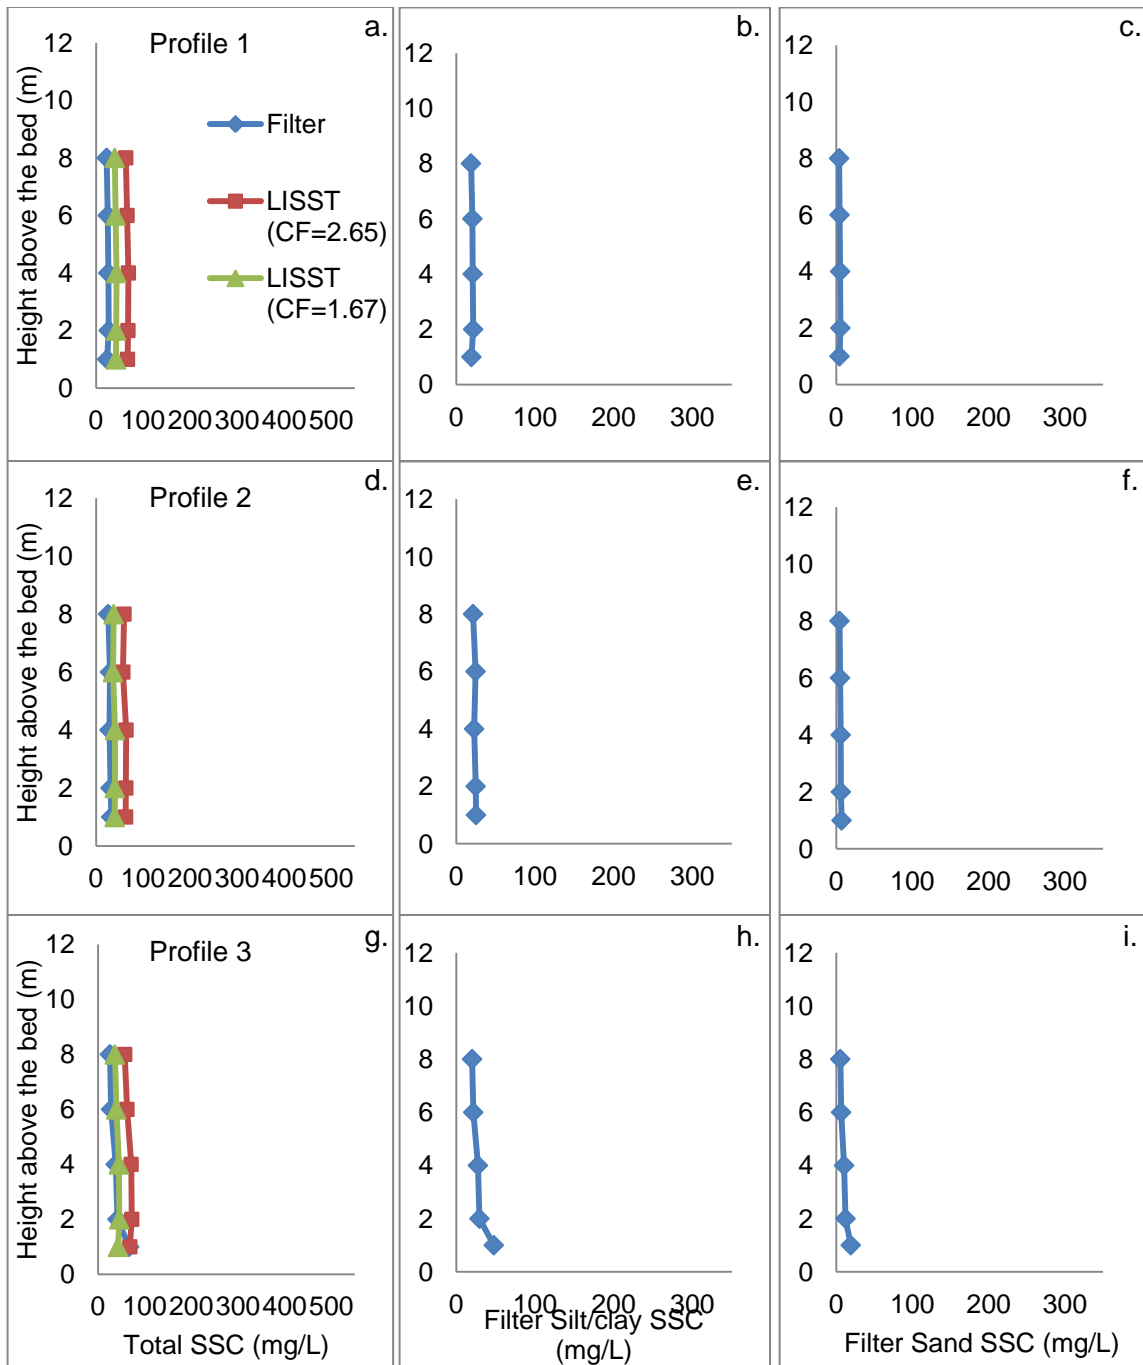 a.
Profile 1
Height above the bed (m)
12
10
8
6
4
2
0
Filter
LISST
(CF=2.65)
LISST
(CF=1.67)
0 100 200 300 400 500
b.
12
10
8
6
4
2
0
0 100 200 300
c.
12
10
8
6
4
2
0
0 100 200 300
d.
Profile 2
Height above the bed (m)
12
10
8
6
4
2
0
0 100 200 300 400 500
e.
12
10
8
6
4
2
0
0 100 200 300
f.
12
10
8
6
4
2
0
0 100 200 300
g.
Profile 3
Height above the bed (m)
12
10
8
6
4
2
0
0 100 200 300 400 500
Total SSC (mg/L)
h.
12
10
8
6
4
2
0
0 100 200 300
Filter Silt/clay SSC
(mg/L)
i.
12
10
8
6
4
2
0
0 100 200 300
Filter Sand SSC (mg/L)